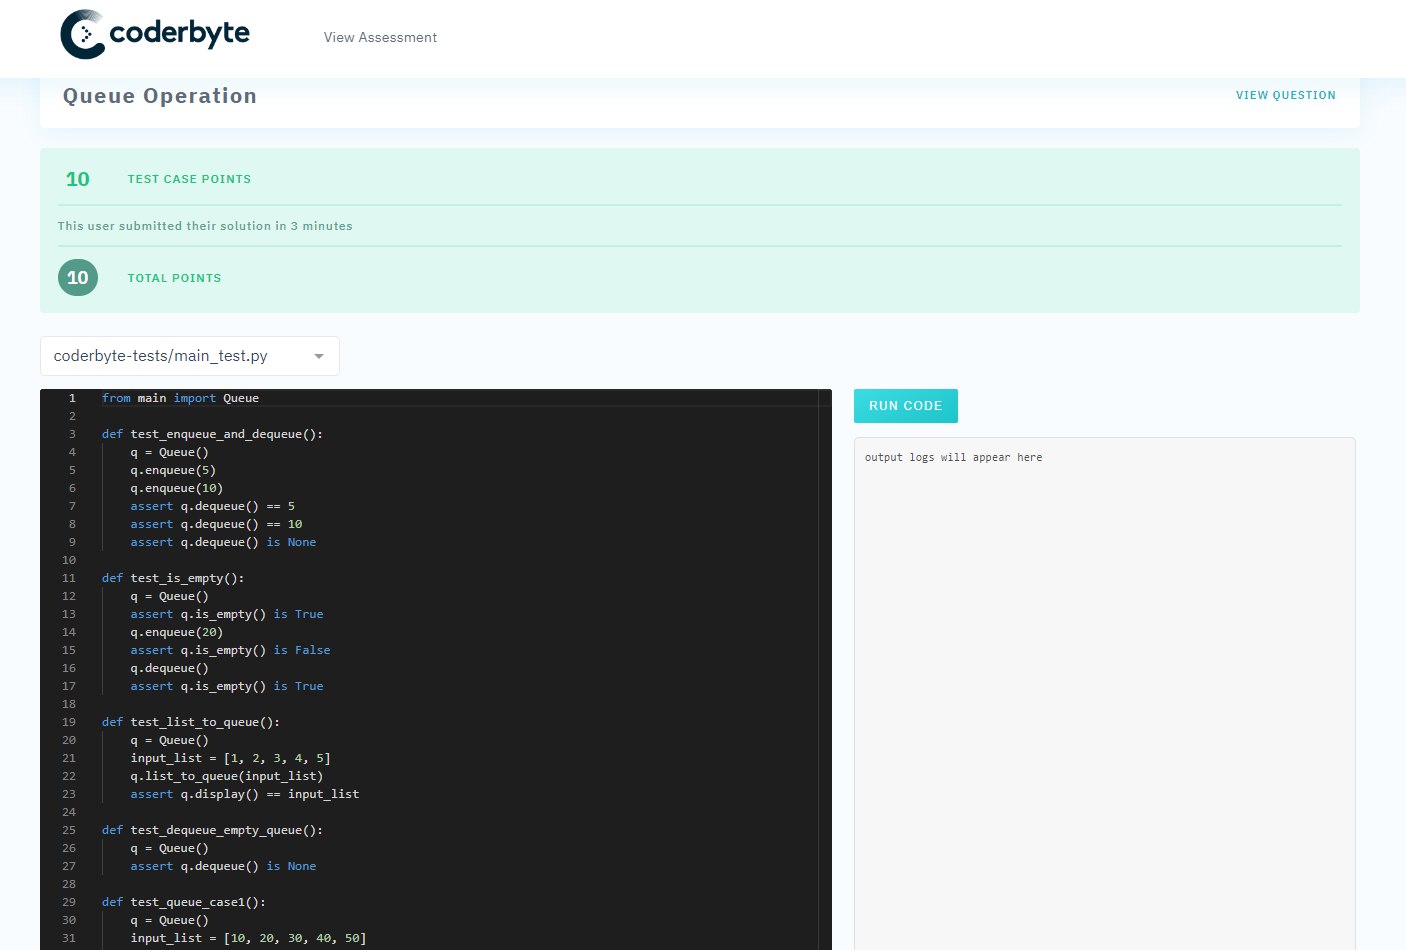 coderbyte
View Assessment
Queue Operation
VIEW QUESTION
10 TEST CASE POINTS
This user submitted their solution in 3 minutes
10 TOTAL POINTS
coderbyte-tests/main_test.py
RUN CODE
output logs will appear here
1 from main import Queue
2
3 def test_enqueue_and_dequeue():
4     q = Queue()
5     q.enqueue(5)
6     q.enqueue(10)
7     assert q.dequeue() == 5
8     assert q.dequeue() == 10
9     assert q.dequeue() is None
10
11 def test_is_empty():
12     q = Queue()
13     assert q.is_empty() is True
14     q.enqueue(20)
15     assert q.is_empty() is False
16     q.dequeue()
17     assert q.is_empty() is True
18
19 def test_list_to_queue():
20     q = Queue()
21     input_list = [1, 2, 3, 4, 5]
22     q.list_to_queue(input_list)
23     assert q.display() == input_list
24
25 def test_dequeue_empty_queue():
26     q = Queue()
27     assert q.dequeue() is None
28
29 def test_queue_case1():
30     q = Queue()
31     input_list = [10, 20, 30, 40, 50]